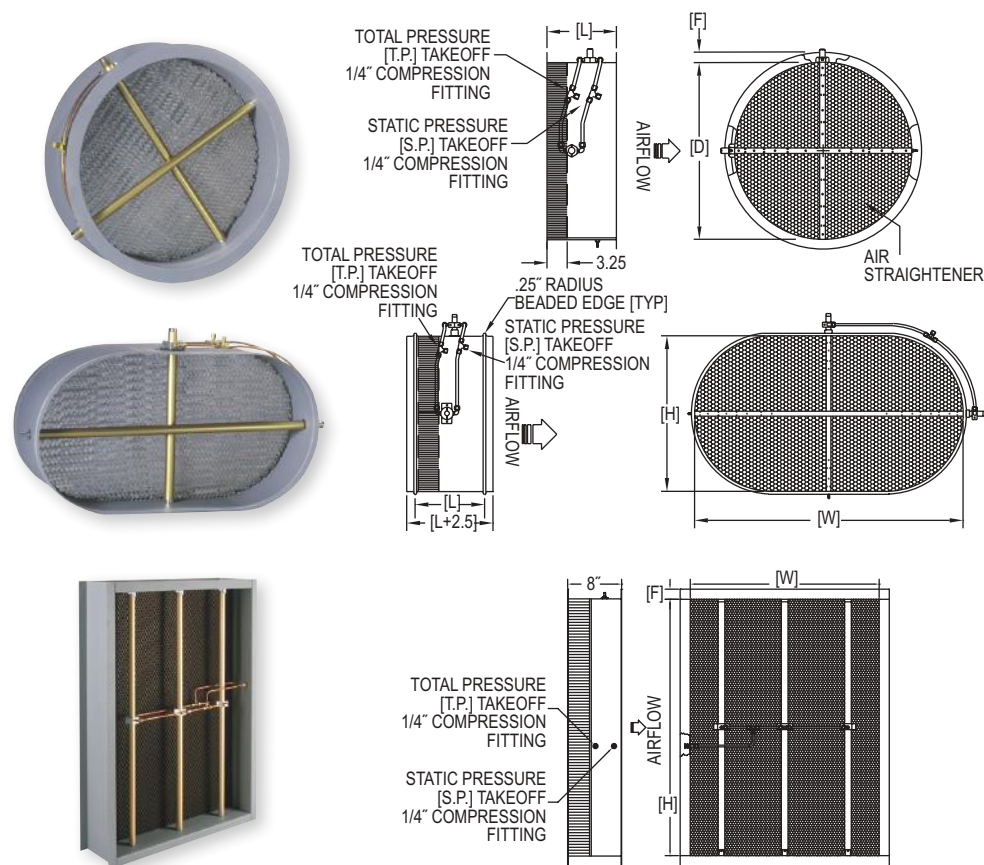 TOTAL PRESSURE
[T.P.] TAKEOFF
1/4″ COMPRESSION
FITTING
STATIC PRESSURE
[S.P.] TAKEOFF
1/4″ COMPRESSION
FITTING
[L]
3.25
AIRFLOW
[F]
[D]
AIR
STRAIGHTENER
TOTAL PRESSURE
[T.P.] TAKEOFF
1/4″ COMPRESSION
FITTING
.25″ RADIUS
BEADED EDGE [TYP]
STATIC PRESSURE
[S.P.] TAKEOFF
1/4″ COMPRESSION
FITTING
AIRFLOW
[L]
[L+2.5]
[H]
[W]
8″
TOTAL PRESSURE
[T.P.] TAKEOFF
1/4″ COMPRESSION
FITTING
STATIC PRESSURE
[S.P.] TAKEOFF
1/4″ COMPRESSION
FITTING
AIRFLOW
[F]
[W]
[H]